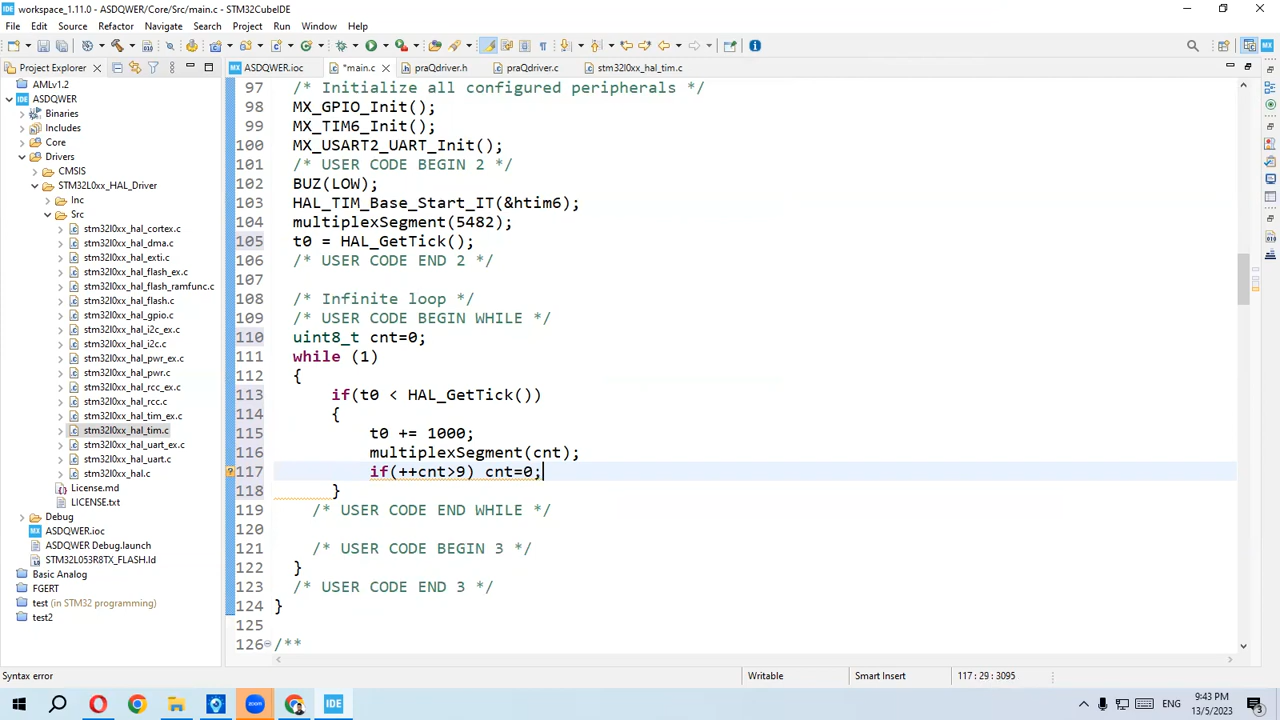 workspace_1.11.0 - ASDQWER/Core/Src/main.c - STM32CubeIDE
File Edit Source Refactor Navigate Search Project Run Window Help
Project Explorer
ASDQWER.ioc *main.c praQdriver.h praQdriver.c stm32l0xx_hal_tim.c
AMLv1.2
ASDQWER
Binaries
Includes
Core
Drivers
CMSIS
STM32L0xx_HAL_Driver
Inc
Src
stm32l0xx_hal_cortex.c
stm32l0xx_hal_dma.c
stm32l0xx_hal_exti.c
stm32l0xx_hal_flash_ex.c
stm32l0xx_hal_flash_ramfunc.c
stm32l0xx_hal_flash.c
stm32l0xx_hal_gpio.c
stm32l0xx_hal_i2c_ex.c
stm32l0xx_hal_i2c.c
stm32l0xx_hal_pwr_ex.c
stm32l0xx_hal_pwr.c
stm32l0xx_hal_rcc_ex.c
stm32l0xx_hal_rcc.c
stm32l0xx_hal_tim_ex.c
stm32l0xx_hal_tim.c
stm32l0xx_hal_uart_ex.c
stm32l0xx_hal_uart.c
stm32l0xx_hal.c
License.md
LICENSE.txt
Debug
ASDQWER.ioc
ASDQWER Debug.launch
STM32L053R8TX_FLASH.ld
Basic Analog
FGERT
test (in STM32 programming)
test2
97 /* Initialize all configured peripherals */
98 MX_GPIO_Init();
99 MX_TIM6_Init();
100 MX_USART2_UART_Init();
101 /* USER CODE BEGIN 2 */
102 BUZ(LOW);
103 HAL_TIM_Base_Start_IT(&htim6);
104 multiplexSegment(5482);
105 t0 = HAL_GetTick();
106 /* USER CODE END 2 */
107
108 /* Infinite loop */
109 /* USER CODE BEGIN WHILE */
110 uint8_t cnt=0;
111 while (1)
112 {
113 if(t0 < HAL_GetTick())
114 {
115 t0 += 1000;
116 multiplexSegment(cnt);
117 if(++cnt>9) cnt=0;
118 }
119 /* USER CODE END WHILE */
120
121 /* USER CODE BEGIN 3 */
122 }
123 /* USER CODE END 3 */
124 }
125
126 /**
Syntax error Writable Smart Insert 117 : 29 : 3095
zoom IDE ENG 9:43 PM
13/5/2023
3